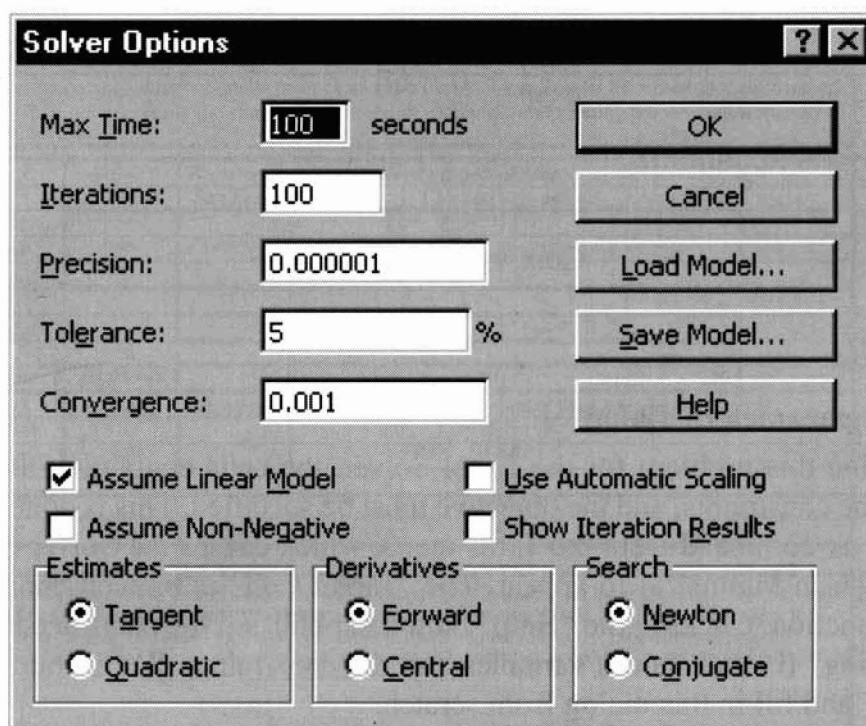 Solver Options
Max Time: 100 seconds OK
Iterations: 100 Cancel
Precision: 0.000001 Load Model...
Tolerance: 5 % Save Model...
Convergence: 0.001 Help
Assume Linear Model Use Automatic Scaling
Assume Non-Negative Show Iteration Results
Estimates Derivatives Search
Tangent Forward Newton
Quadratic Central Conjugate